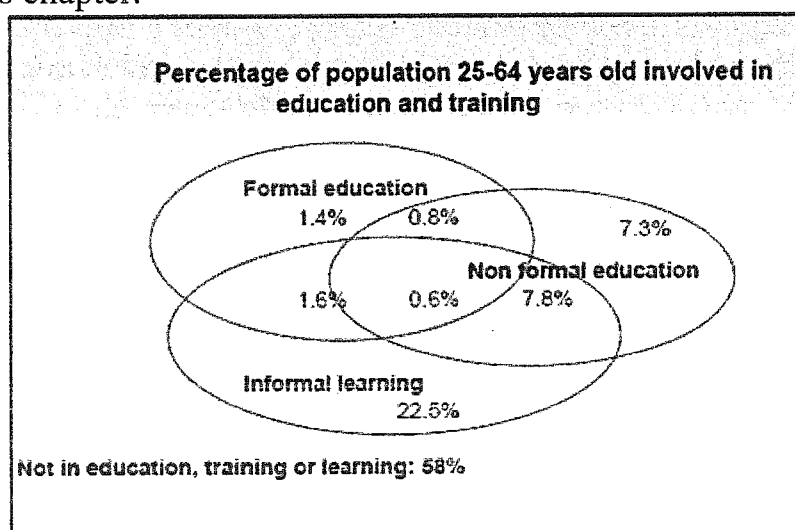 s chapter.
Percentage of population 25-64 years old involved in
education and training
Formal education
1.4% 0.8%
7.3%
Non formal education
1.6% 0.6% 7.8%
Informal learning
22.5%
Not in education, training or learning: 58%